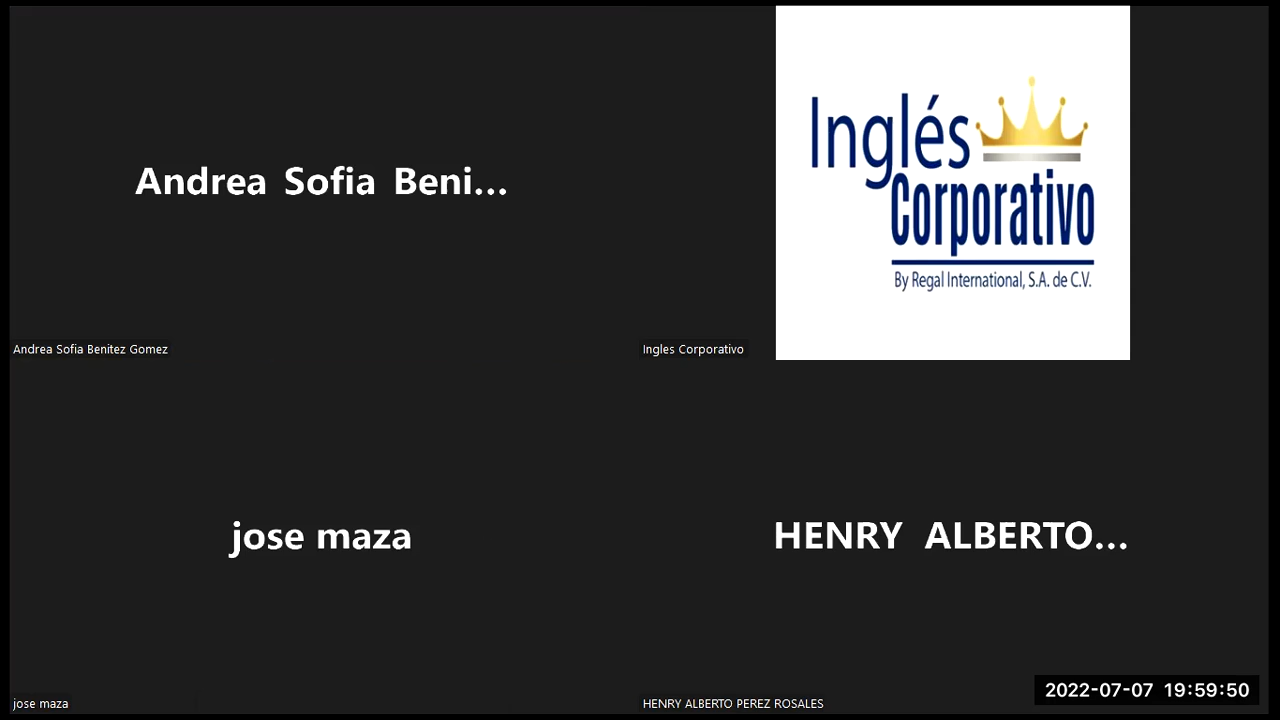 Andrea Sofia Beni...
Andrea Sofia Benitez Gomez
Inglés
Corporativo
By Regal International, S.A. de C.V.
Ingles Corporativo
jose maza
jose maza
HENRY ALBERTO...
HENRY ALBERTO PEREZ ROSALES
2022-07-07 19:59:50